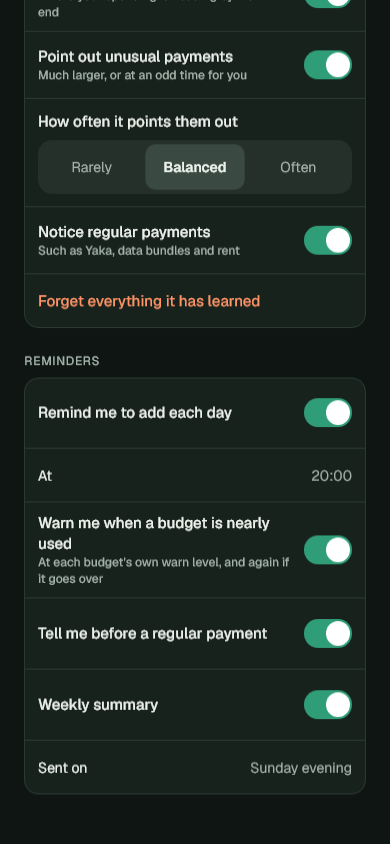 end
Point out unusual payments
Much larger, or at an odd time for you
How often it points them out
Rarely
Balanced
Often
Notice regular payments
Such as Yaka, data bundles and rent
Forget everything it has learned
REMINDERS
Remind me to add each day
At
20:00
Warn me when a budget is nearly
used
At each budget's own warn level, and again if
it goes over
Tell me before a regular payment
Weekly summary
Sent on
Sunday evening